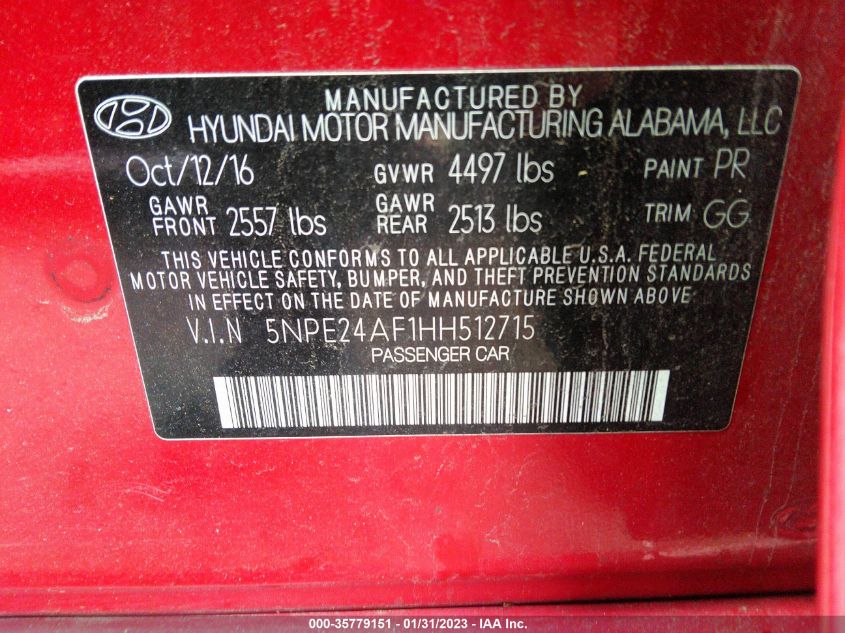 MANUFACTURED BY
HYUNDAI MOTOR MANUFACTURING ALABAMA, LLC
Oct/12/16 GVWR 4497 lbs PAINT PR
GAWR FRONT 2557 lbs GAWR REAR 2513 lbs TRIM GG
THIS VEHICLE CONFORMS TO ALL APPLICABLE U.S.A. FEDERAL
MOTOR VEHICLE SAFETY, BUMPER, AND THEFT PREVENTION STANDARDS
IN EFFECT ON THE DATE OF MANUFACTURE SHOWN ABOVE
V.I.N 5NPE24AF1HH512715
PASSENGER CAR
000-35779151 — 01/31/2023 — IAA Inc.